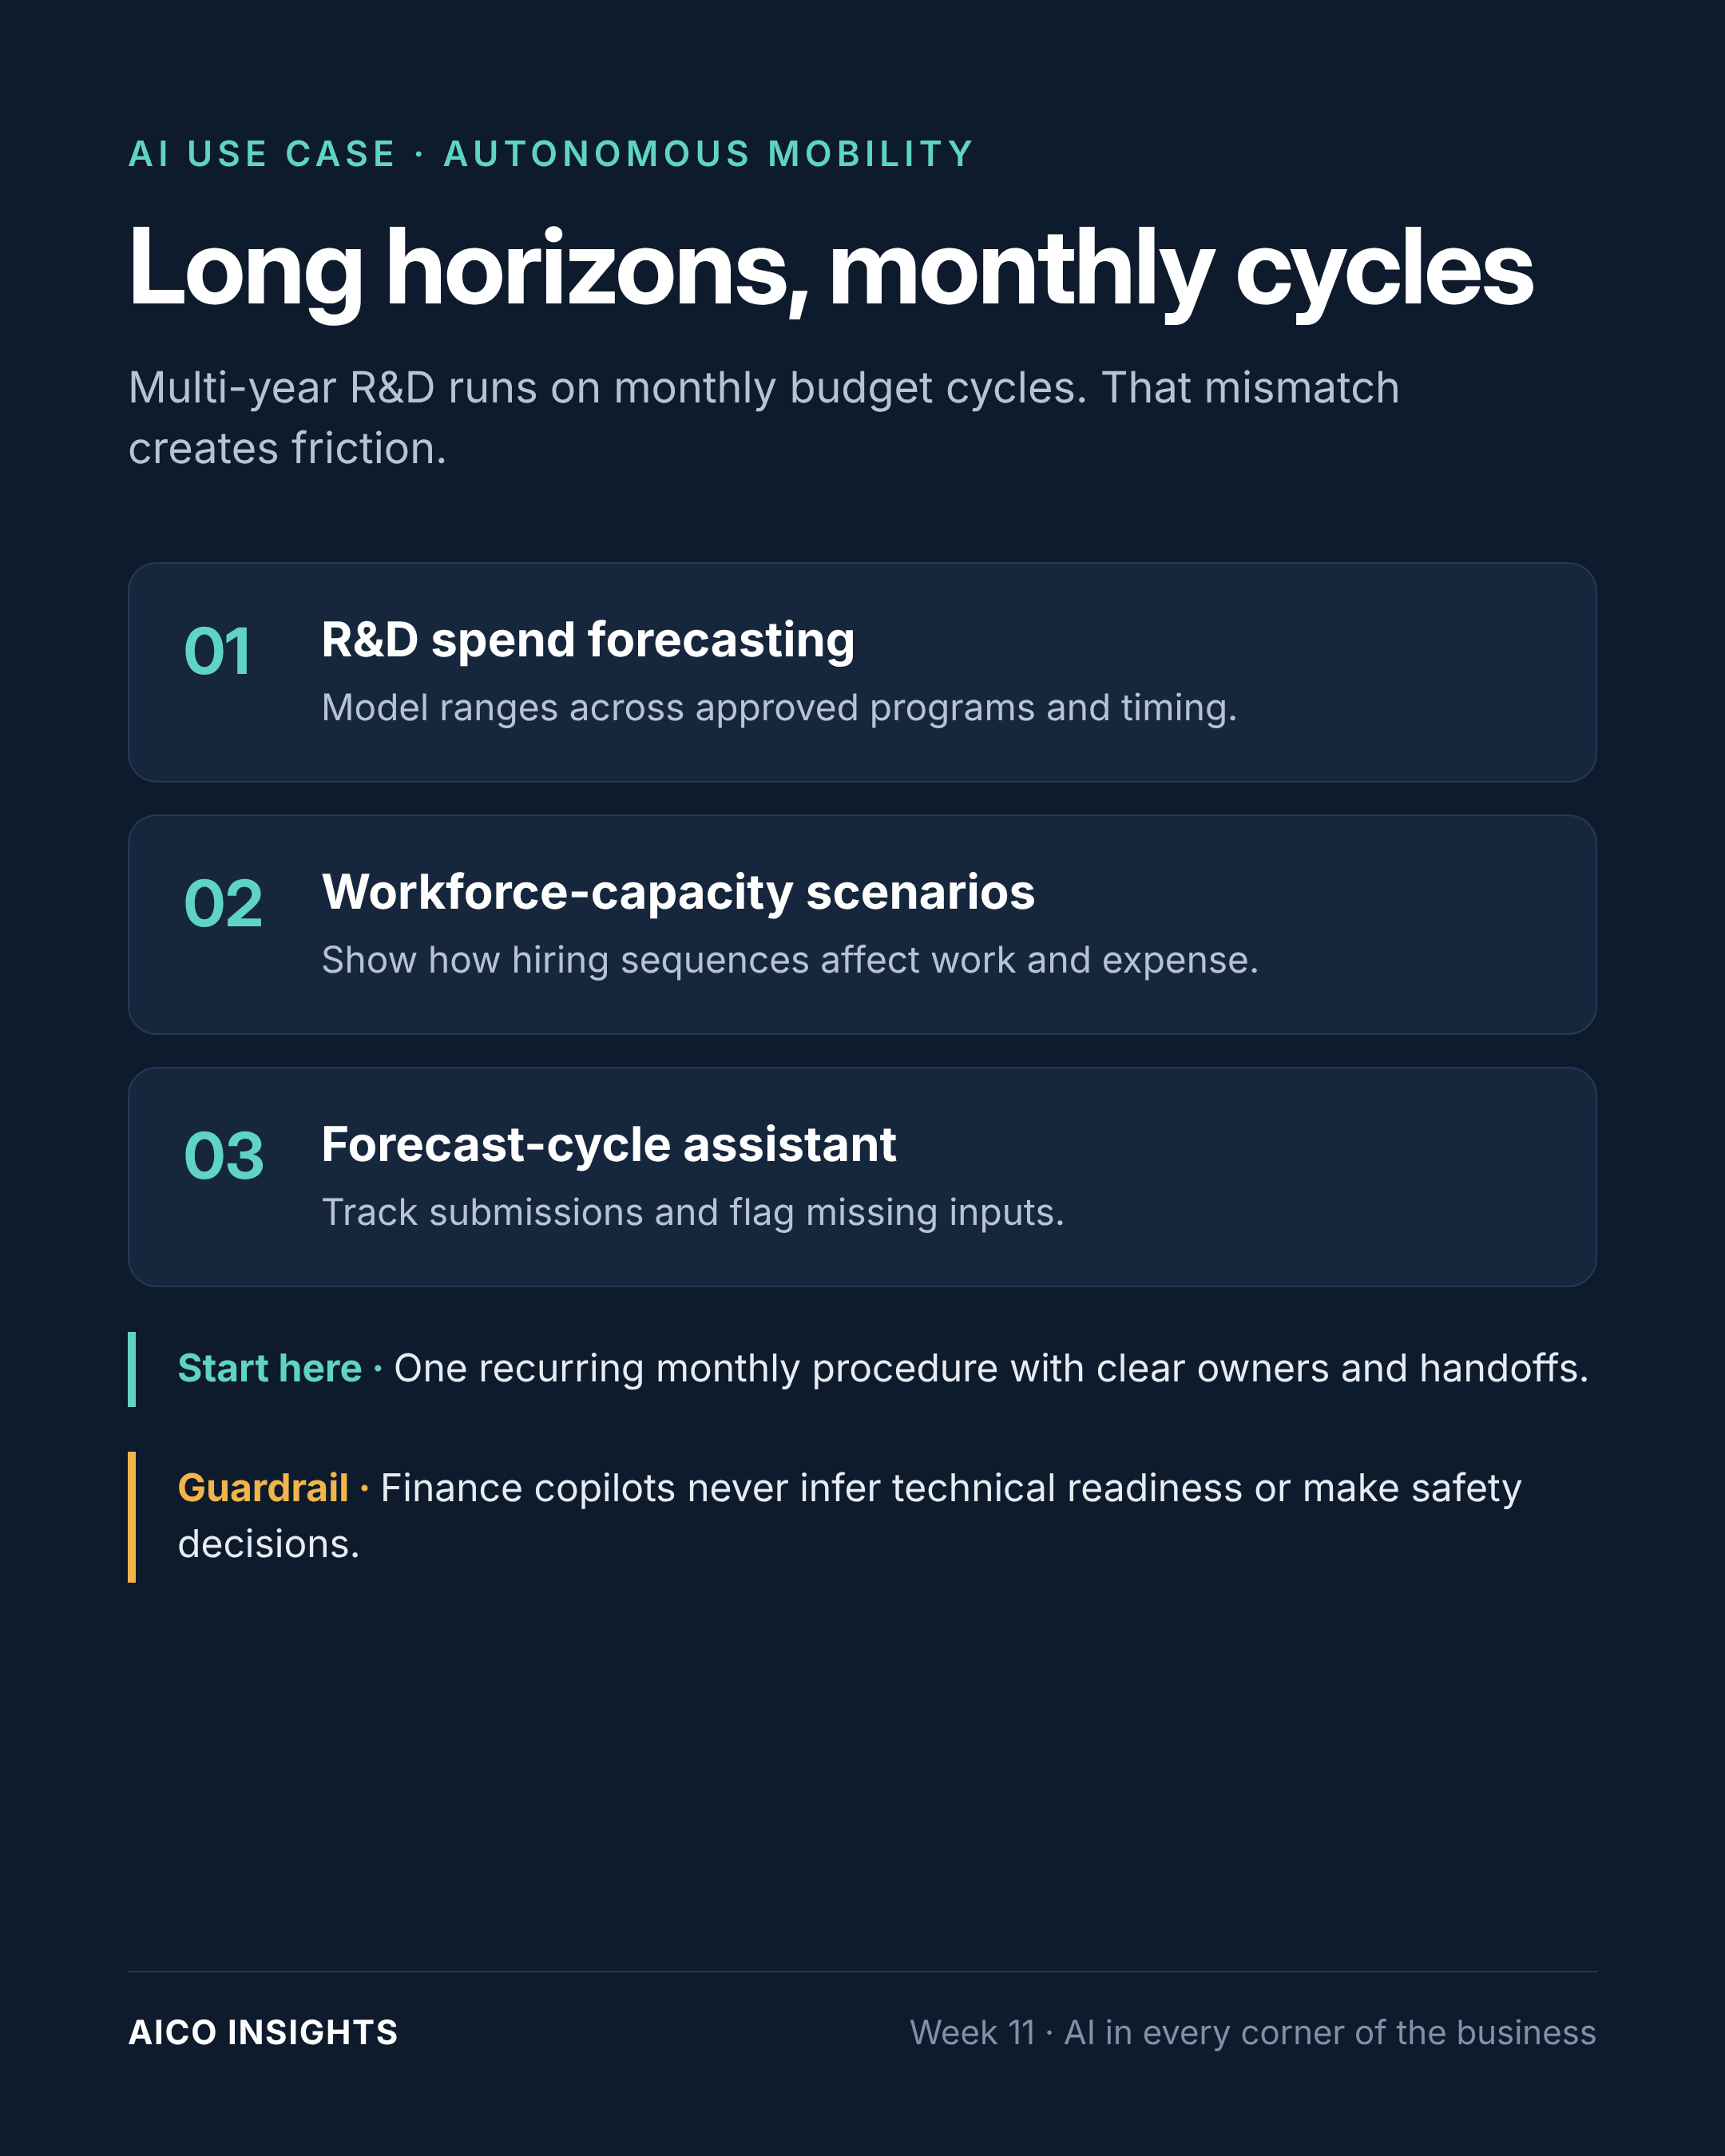 AI USE CASE · AUTONOMOUS MOBILITY
Long horizons, monthly cycles
Multi-year R&D runs on monthly budget cycles. That mismatch
creates friction.
01
R&D spend forecasting
Model ranges across approved programs and timing.
02
Workforce-capacity scenarios
Show how hiring sequences affect work and expense.
03
Forecast-cycle assistant
Track submissions and flag missing inputs.
Start here · One recurring monthly procedure with clear owners and handoffs.
Guardrail · Finance copilots never infer technical readiness or make safety
decisions.
AICO INSIGHTS
Week 11 · AI in every corner of the business